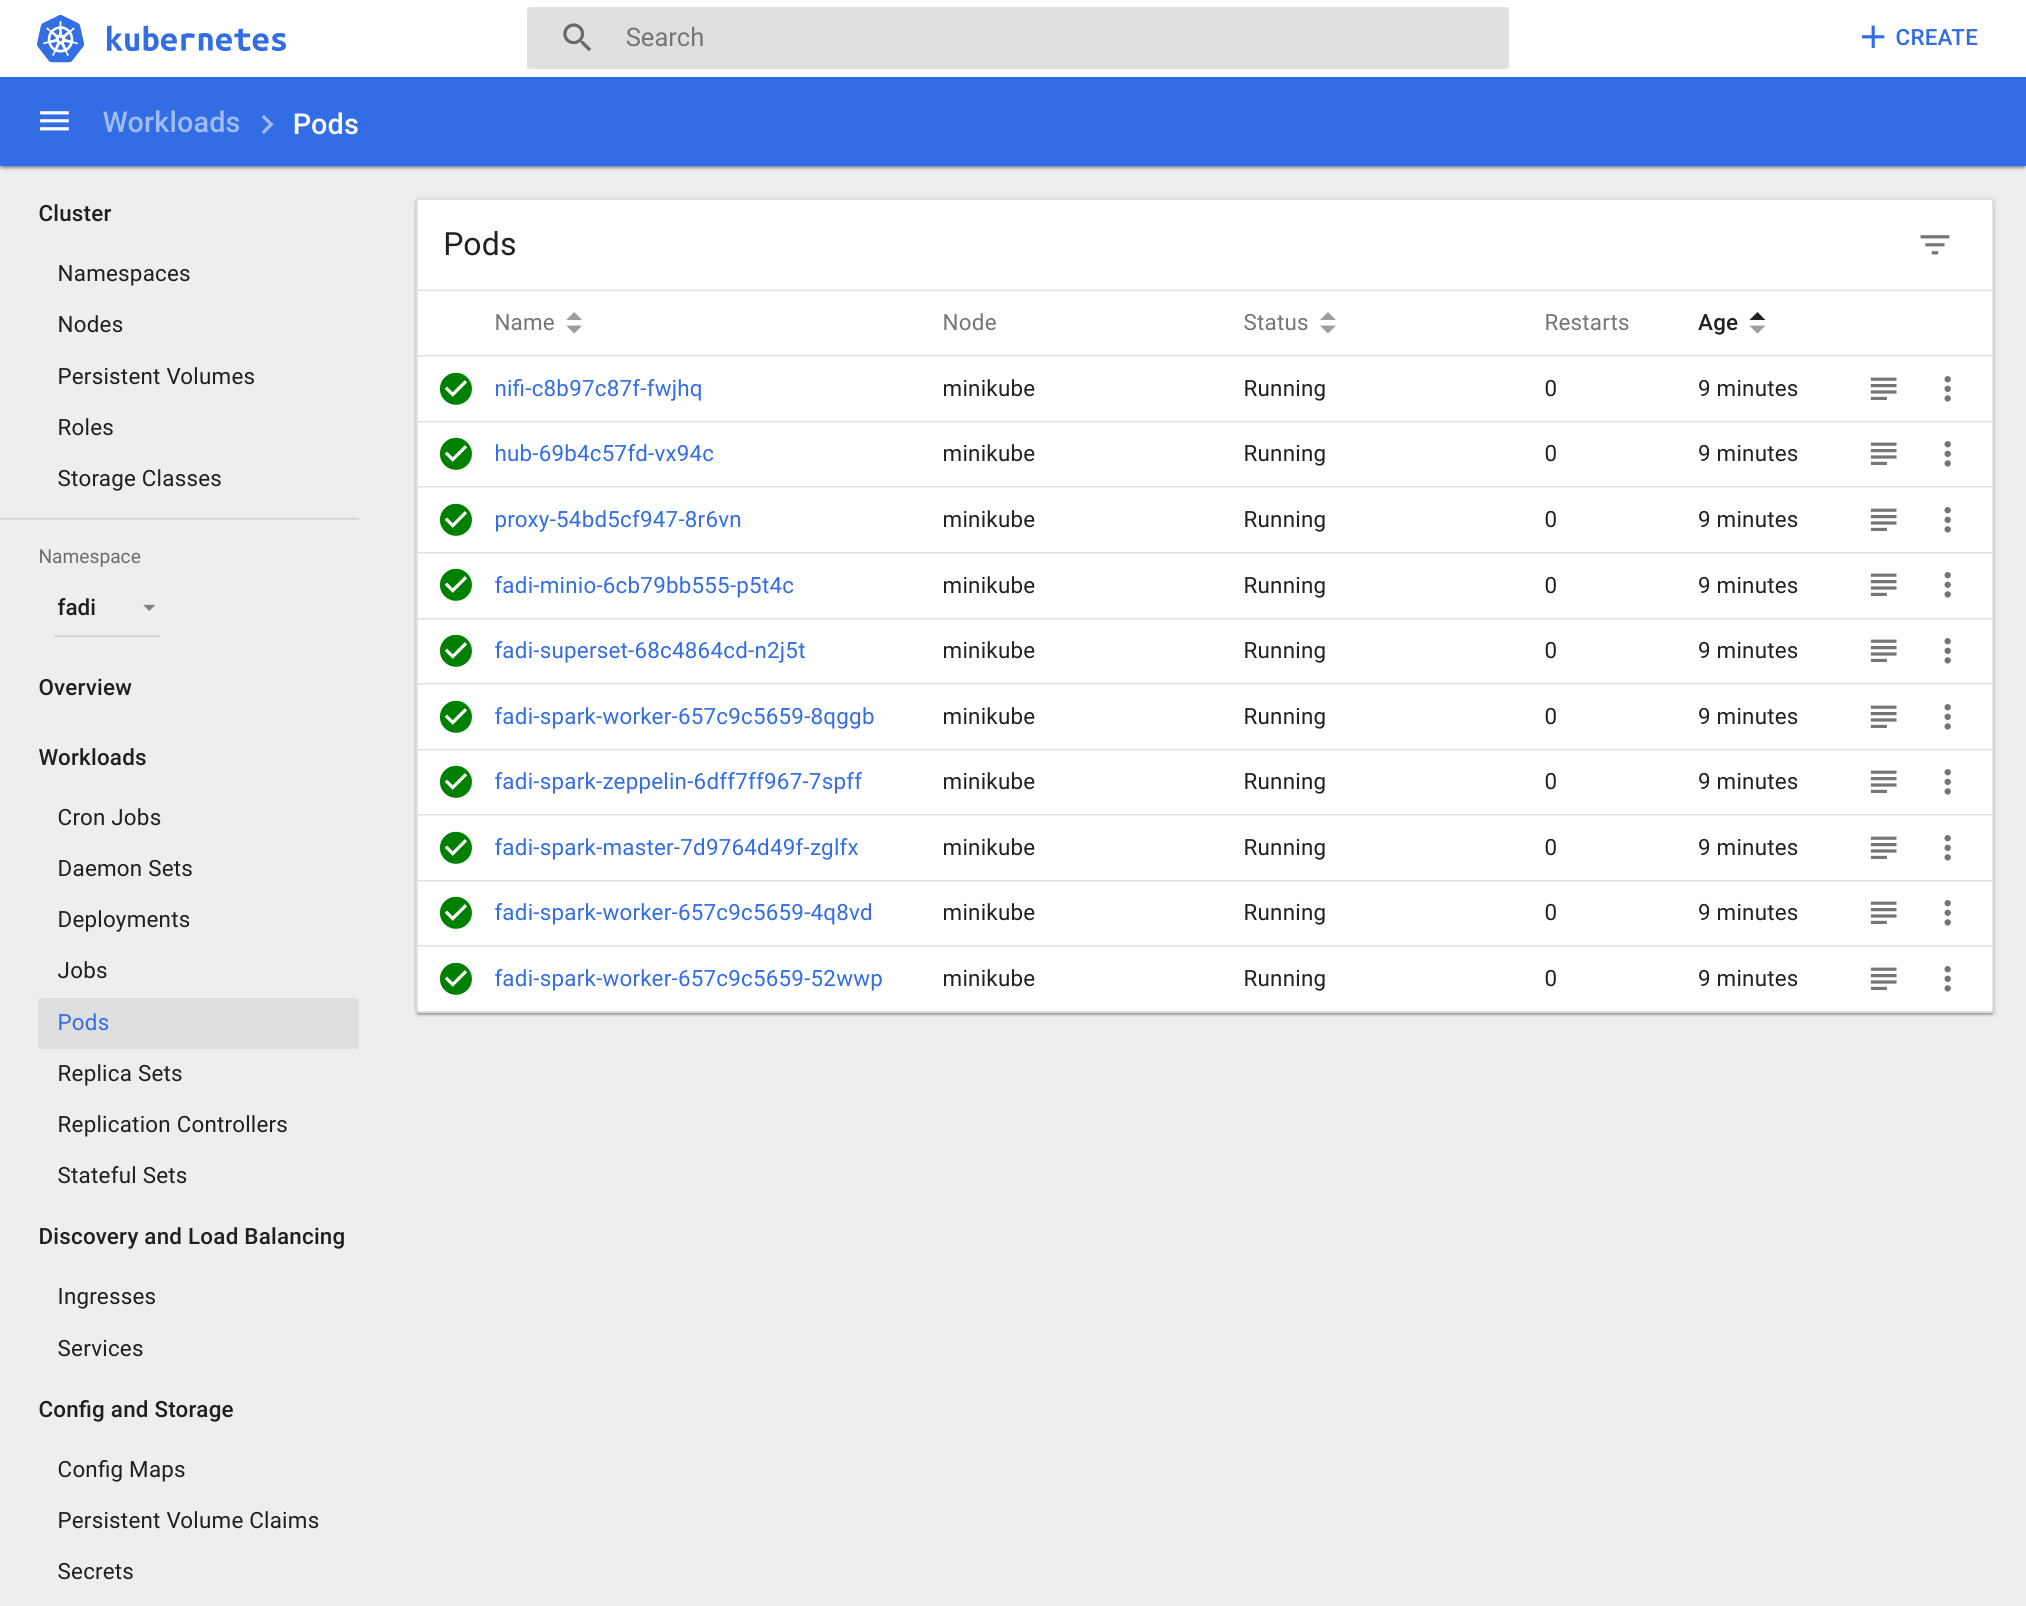 kubernetes
Search
CREATE
Workloads
Pods
Cluster
Namespaces
Nodes
Persistent Volumes
Roles
Storage Classes
Namespace
fadi
Overview
Workloads
Cron Jobs
Daemon Sets
Deployments
Jobs
Pods
Replica Sets
Replication Controllers
Stateful Sets
Discovery and Load Balancing
Ingresses
Services
Config and Storage
Config Maps
Persistent Volume Claims
Secrets
Pods
Name Node Status Restarts Age
nifi-c8b97c87f-fwjhq minikube Running 0 9 minutes
hub-69b4c57fd-vx94c minikube Running 0 9 minutes
proxy-54bd5cf947-8r6vn minikube Running 0 9 minutes
fadi-minio-6cb79bb555-p5t4c minikube Running 0 9 minutes
fadi-superset-68c4864cd-n2j5t minikube Running 0 9 minutes
fadi-spark-worker-657c9c5659-8qggb minikube Running 0 9 minutes
fadi-spark-zeppelin-6dff7ff967-7spff minikube Running 0 9 minutes
fadi-spark-master-7d9764d49f-zglfx minikube Running 0 9 minutes
fadi-spark-worker-657c9c5659-4q8vd minikube Running 0 9 minutes
fadi-spark-worker-657c9c5659-52wwp minikube Running 0 9 minutes